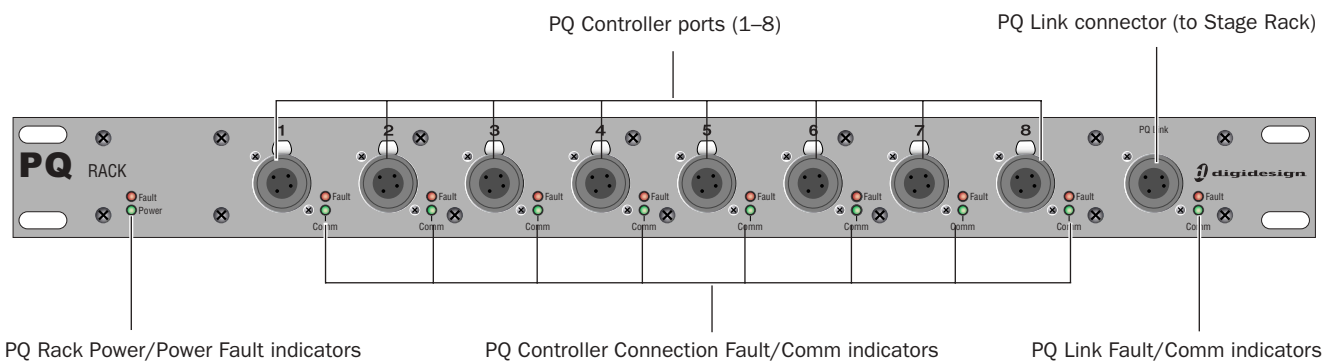 PQ Controller ports (1–8)
PQ Link connector (to Stage Rack)
1 2 3 4 5 6 7 8 PQ Link
PQ RACK
digidesign
Fault Fault Fault Fault Fault Fault Fault Fault Fault Fault
Power
Comm Comm Comm Comm Comm Comm Comm Comm Comm
PQ Rack Power/Power Fault indicators
PQ Controller Connection Fault/Comm indicators
PQ Link Fault/Comm indicators